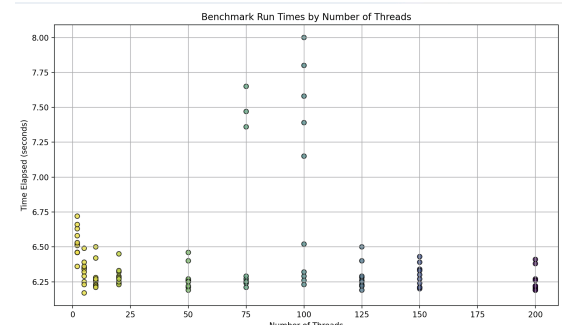 Benchmark Run Times by Number of Threads
8.00
7.75
7.50
7.25
7.00
6.75
6.50
6.25
Time Elapsed (seconds)
0 25 50 75 100 125 150 175 200
Number of Threads